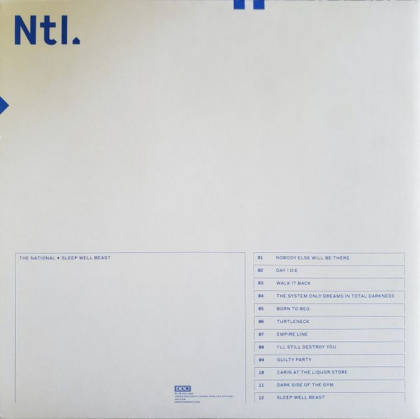 Ntl.
THE NATIONAL • SLEEP WELL BEAST
01 NOBODY ELSE WILL BE THERE
02 DAY I DIE
03 WALK IT BACK
04 THE SYSTEM ONLY DREAMS IN TOTAL DARKNESS
05 BORN TO BEG
06 TURTLENECK
07 EMPIRE LINE
08 I'LL STILL DESTROY YOU
09 GUILTY PARTY
10 CARIN AT THE LIQUOR STORE
11 DARK SIDE OF THE GYM
12 SLEEP WELL BEAST